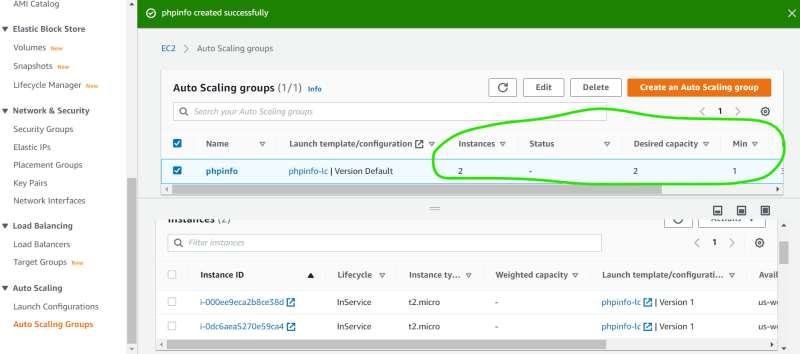 AMI Catalog
phpinfo created successfully
Elastic Block Store
Volumes New
Snapshots New
Lifecycle Manager New
Network & Security
Security Groups
Elastic IPs
Placement Groups
Key Pairs
Network Interfaces
Load Balancing
Load Balancers
Target Groups New
Auto Scaling
Launch Configurations
Auto Scaling Groups
EC2 > Auto Scaling groups
Auto Scaling groups (1/1) Info
Edit
Delete
Create an Auto Scaling group
Search your Auto Scaling groups
1
Name Launch template/configuration Instances Status Desired capacity Min
phpinfo phpinfo-lc | Version Default 2 - 2 1
Instances (2)
Actions
Filter instances
1
Instance ID Lifecycle Instance ty... Weighted capacity Launch template/configurati... Avail
i-000ee9eca2b8ce38d InService t2.micro - phpinfo-lc | Version 1 us-we
i-0dc6aea5270e59ca4 InService t2.micro - phpinfo-lc | Version 1 us-we